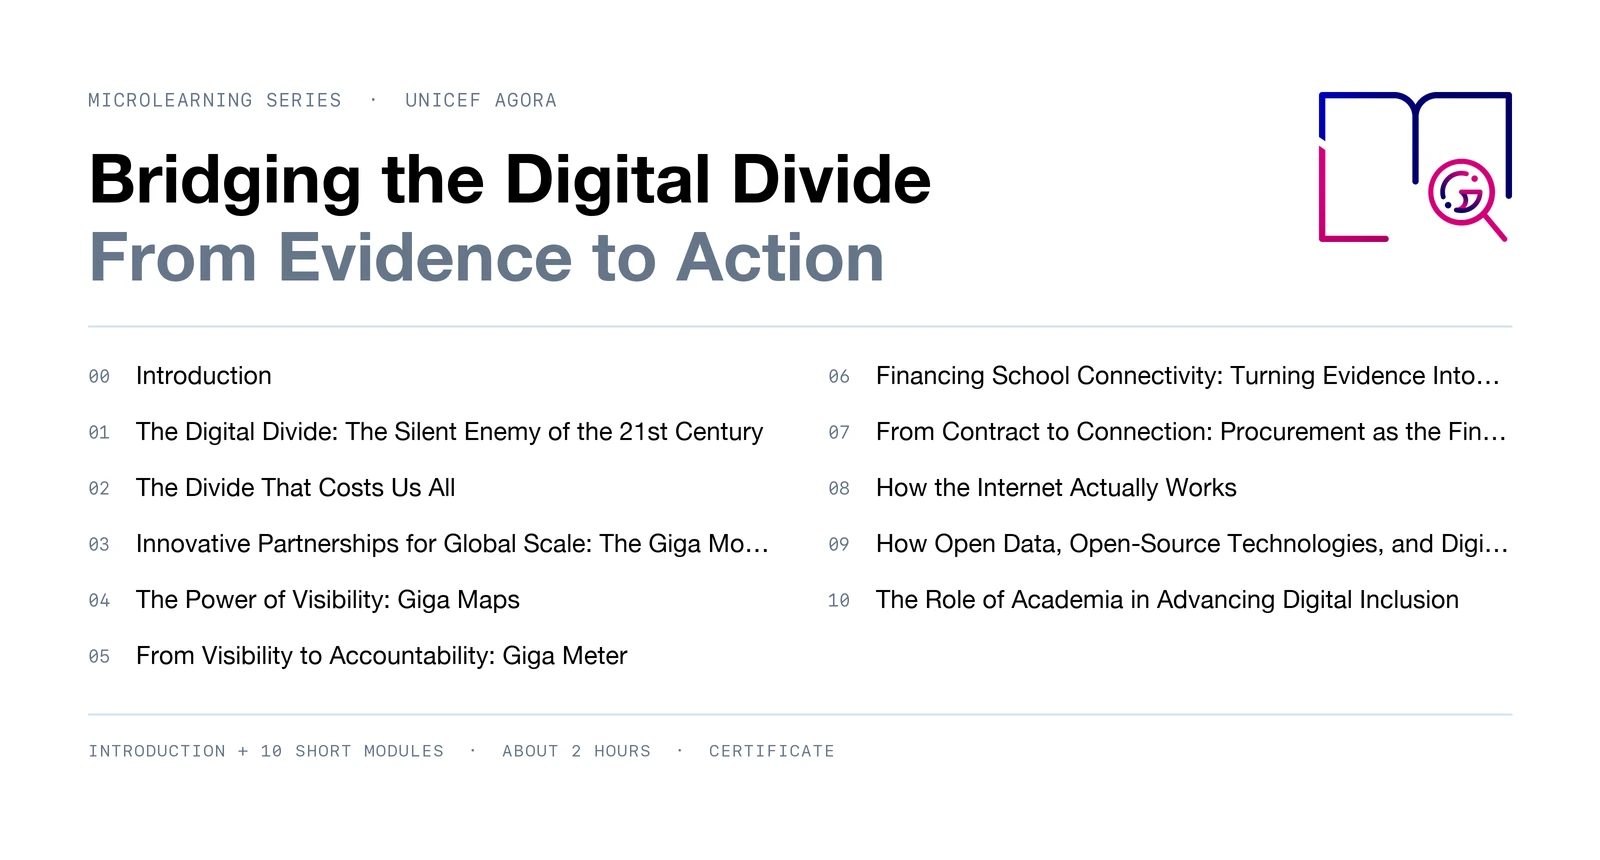 MICROLEARNING SERIES · UNICEF AGORA
Bridging the Digital Divide
From Evidence to Action
00 Introduction
01 The Digital Divide: The Silent Enemy of the 21st Century
02 The Divide That Costs Us All
03 Innovative Partnerships for Global Scale: The Giga Mo…
04 The Power of Visibility: Giga Maps
05 From Visibility to Accountability: Giga Meter
06 Financing School Connectivity: Turning Evidence Into…
07 From Contract to Connection: Procurement as the Fin…
08 How the Internet Actually Works
09 How Open Data, Open-Source Technologies, and Digi…
10 The Role of Academia in Advancing Digital Inclusion
INTRODUCTION + 10 SHORT MODULES · ABOUT 2 HOURS · CERTIFICATE